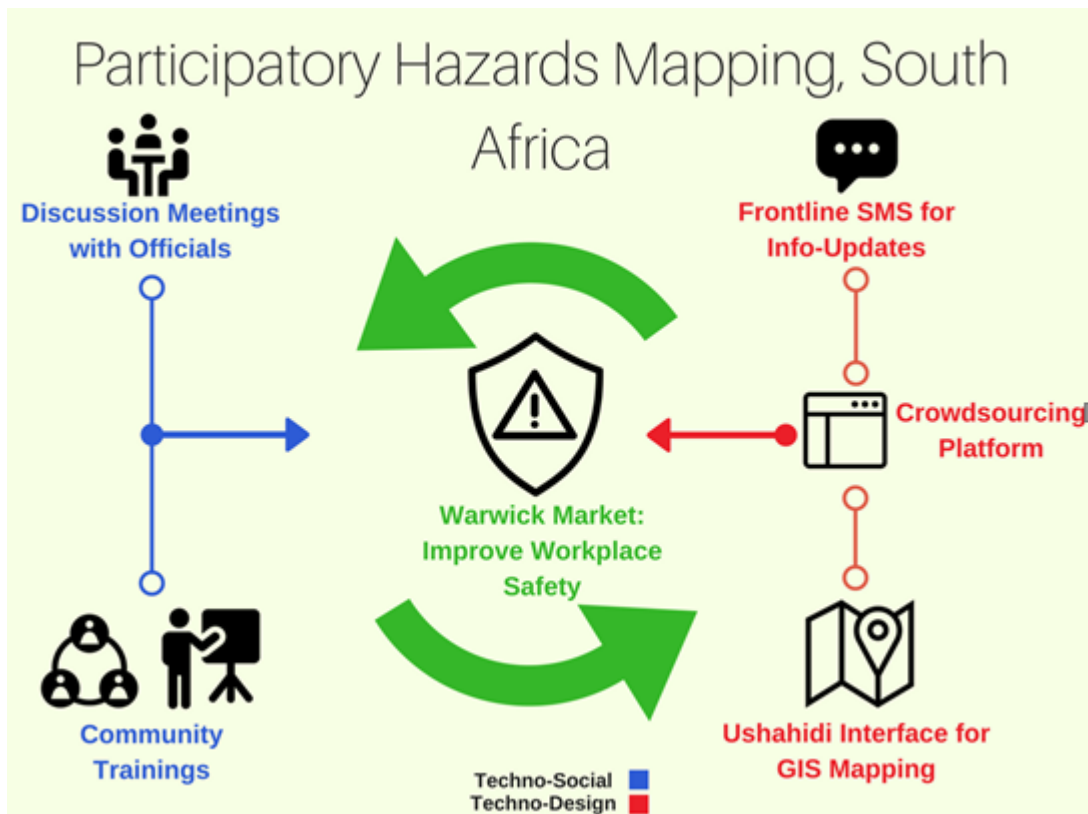 Participatory Hazards Mapping, South
Africa
Discussion Meetings
with Officials
Frontline SMS for
Info-Updates
Crowdsourcing
Platform
Warwick Market:
Improve Workplace
Safety
Community
Trainings
Ushahidi Interface for
GIS Mapping
Techno-Social
Techno-Design